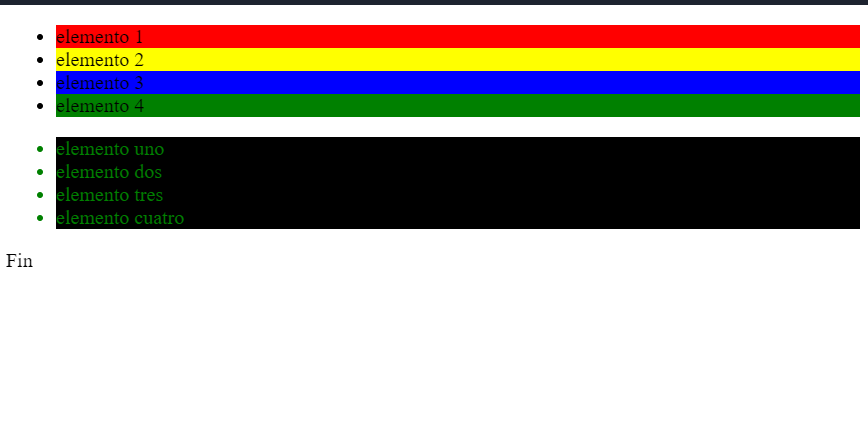 elemento 1
elemento 2
elemento 3
elemento 4
elemento uno
elemento dos
elemento tres
elemento cuatro
Fin